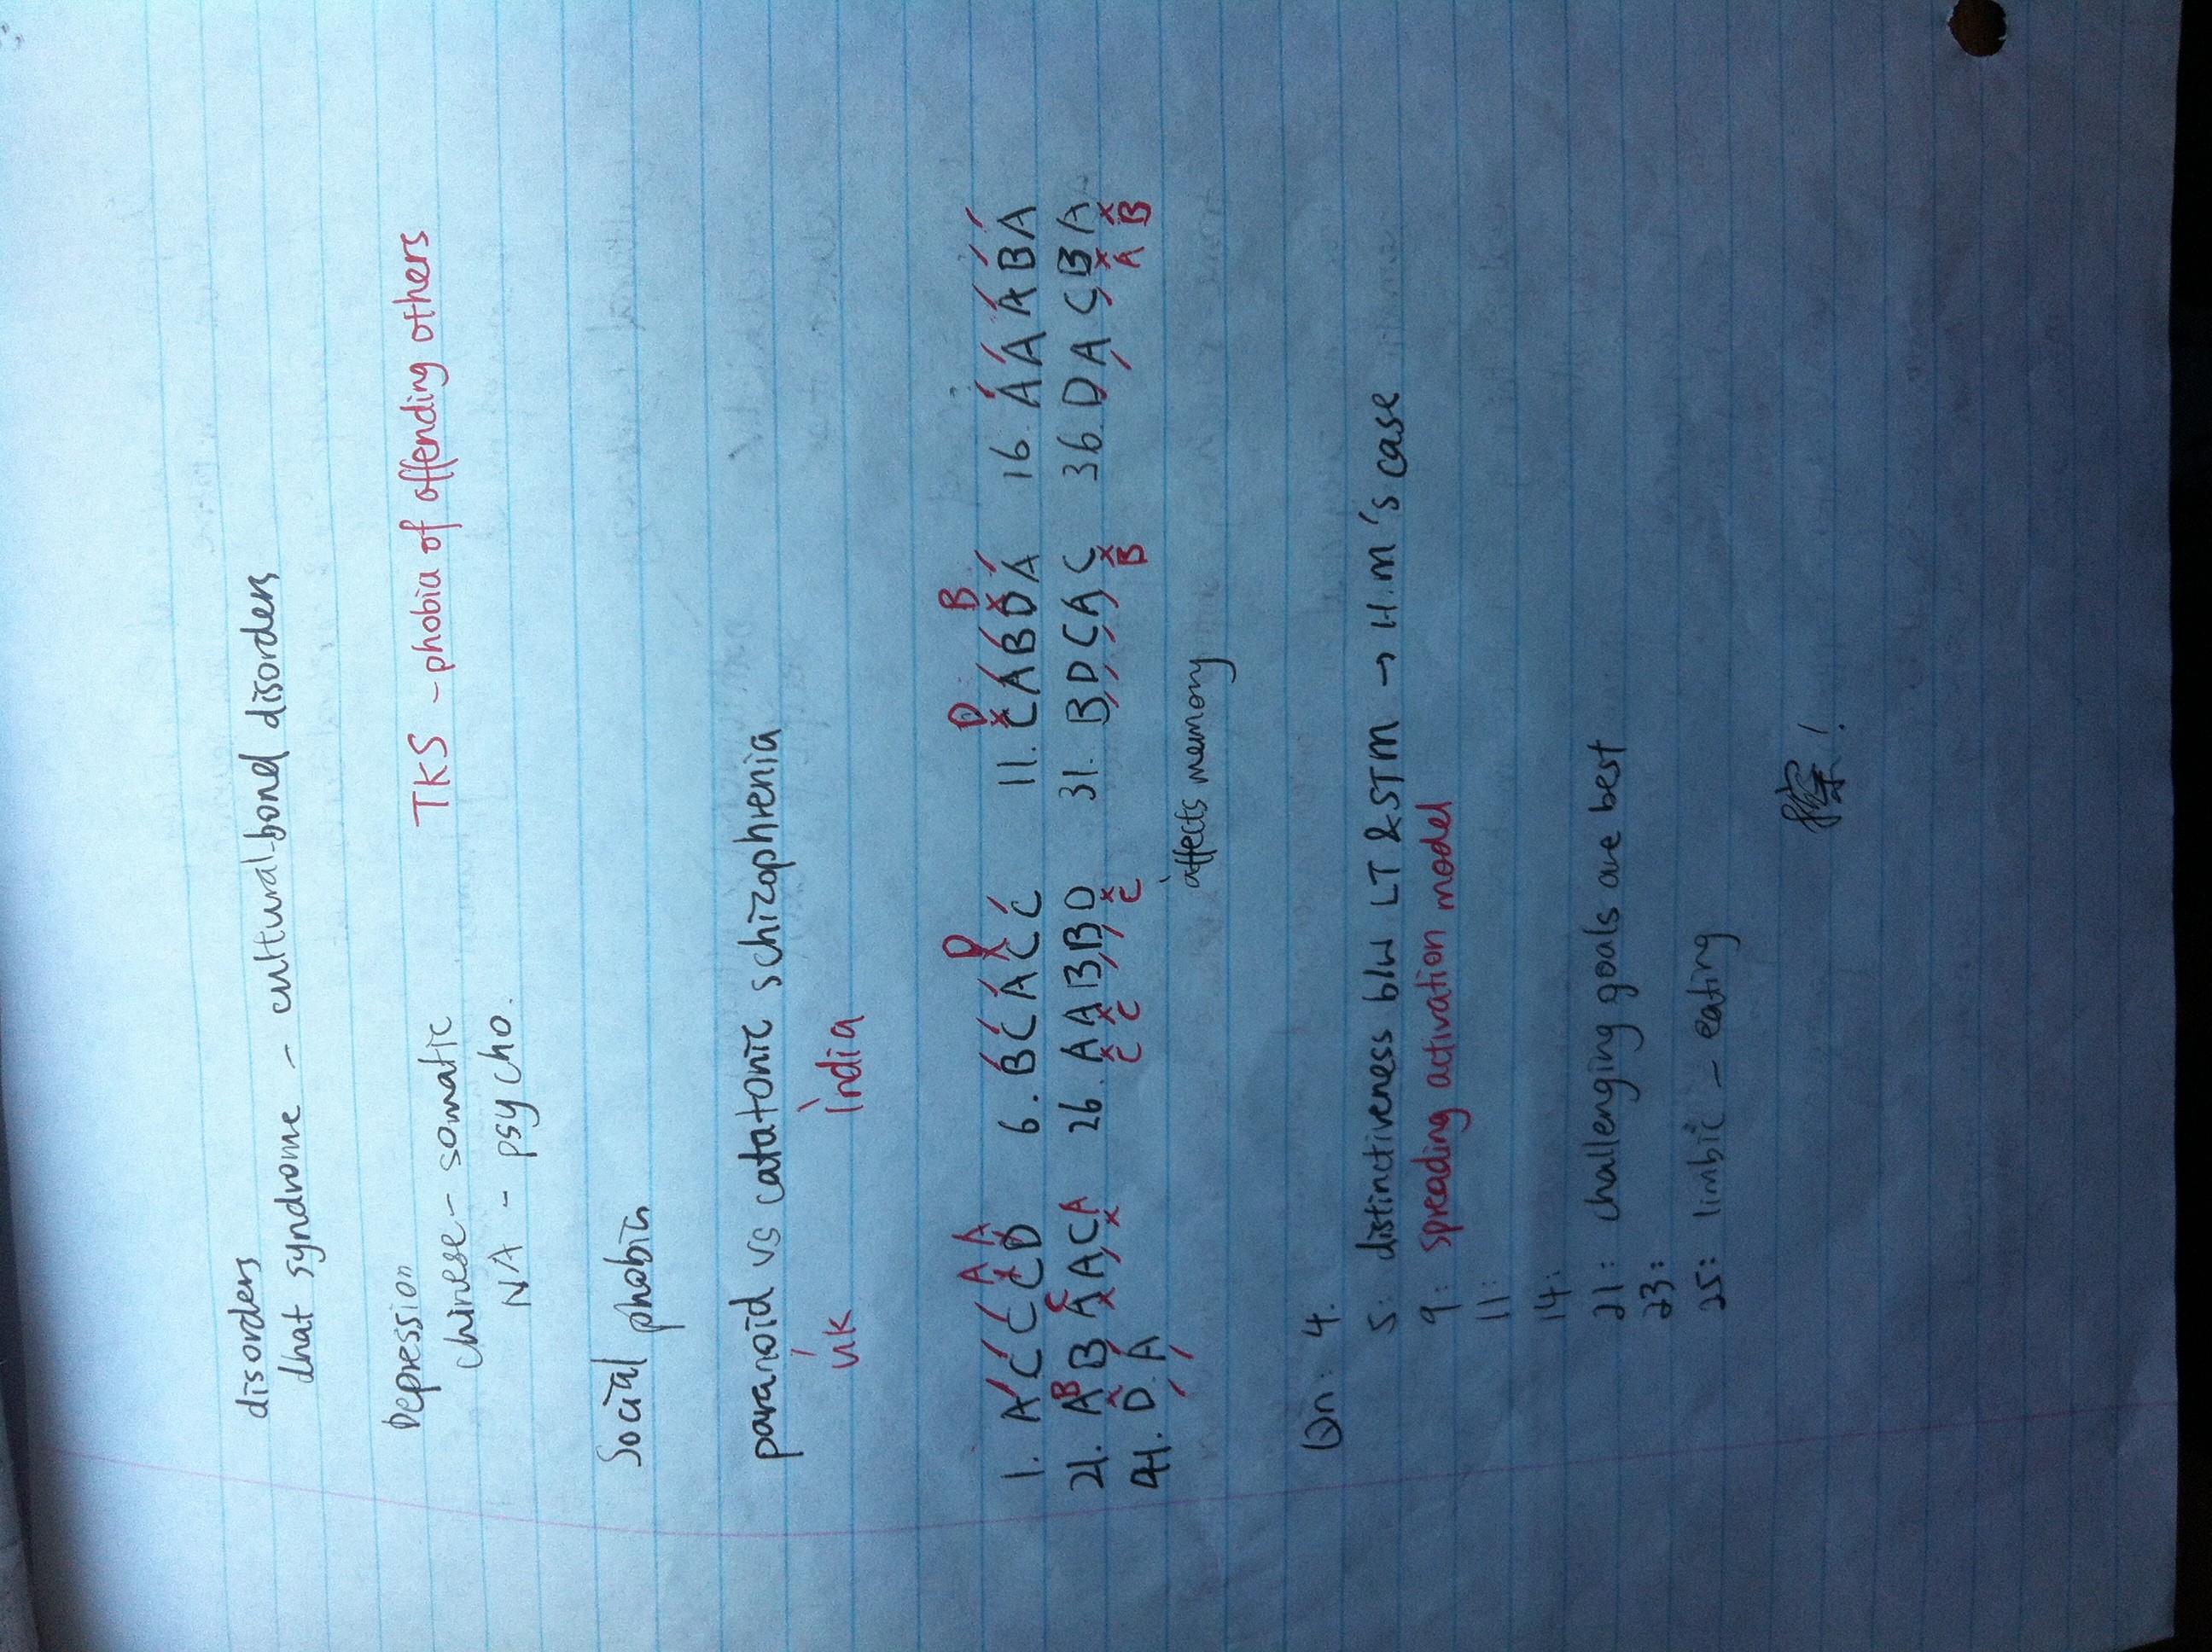 disorders
dhat syndrome - cultural-bond disorders
Depression
chinese - somatic
NA - psycho.
TKS - phobia of offending others
Social phobia
paranoid vs catatonic schizophrenia
uk india
A A D D B
1. A C C C D 6. B C A C C 11. C A B D A 16. A A A B A
B C
21. A B A A C A 26. A A B B D 31. B D C A C 36. D A C B A
C C C B A B
41. D. A
affects memory
Qn: 4.
5: distinctiveness b/w LT & STM → H.M's case
9: spreading activation model
11:
14:
21: challenging goals are best
23:
25: limbic - eating